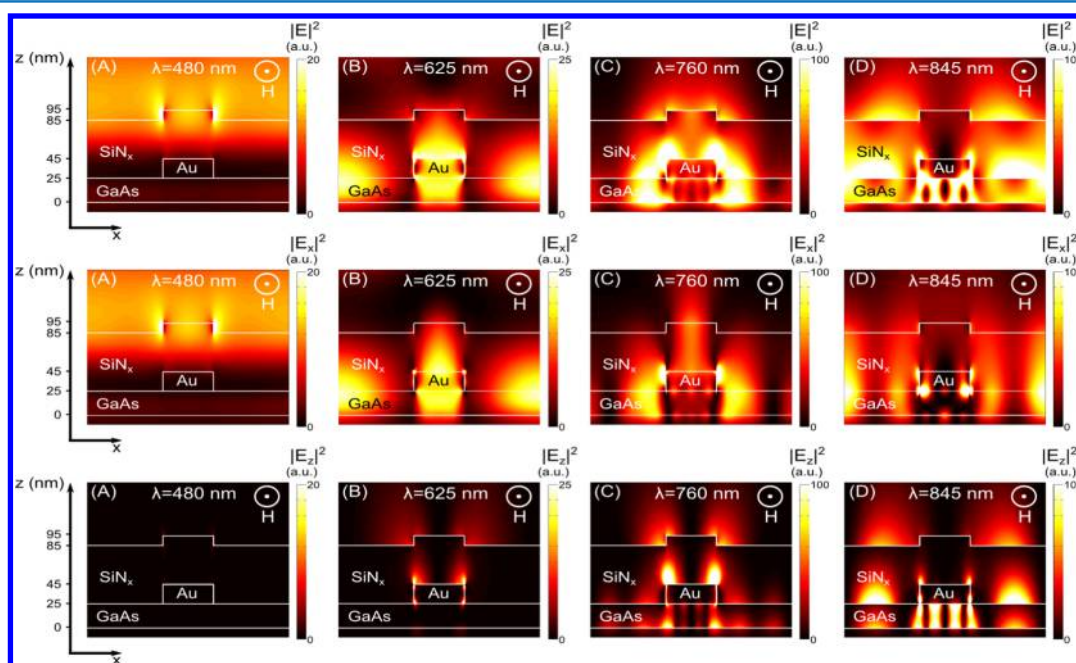 |E|² |E|² |E|² |E|²
z (nm) (a.u.) (a.u.) (a.u.) (a.u.)
(A) λ=480 nm 20 (B) λ=625 nm 25 (C) λ=760 nm 100 (D) λ=845 nm 10
H H H H
95
85
SiNx SiNx SiNx SiNx
45 Au Au Au Au
25
GaAs GaAs GaAs GaAs
0 0 0 0 0
x
|Ex|² |Ex|² |Ex|² |Ex|²
z (nm) (a.u.) (a.u.) (a.u.) (a.u.)
(A) λ=480 nm 20 (B) λ=625 nm 25 (C) λ=760 nm 100 (D) λ=845 nm 10
H H H H
95
85
SiNx SiNx SiNx SiNx
45 Au Au Au Au
25
GaAs GaAs GaAs GaAs
0 0 0 0 0
x
|Ez|² |Ez|² |Ez|² |Ez|²
z (nm) (a.u.) (a.u.) (a.u.) (a.u.)
(A) λ=480 nm 20 (B) λ=625 nm 25 (C) λ=760 nm 100 (D) λ=845 nm 10
H H H H
95
85
SiNx SiNx SiNx SiNx
45 Au Au Au Au
25
GaAs GaAs GaAs GaAs
0 0 0 0 0
x